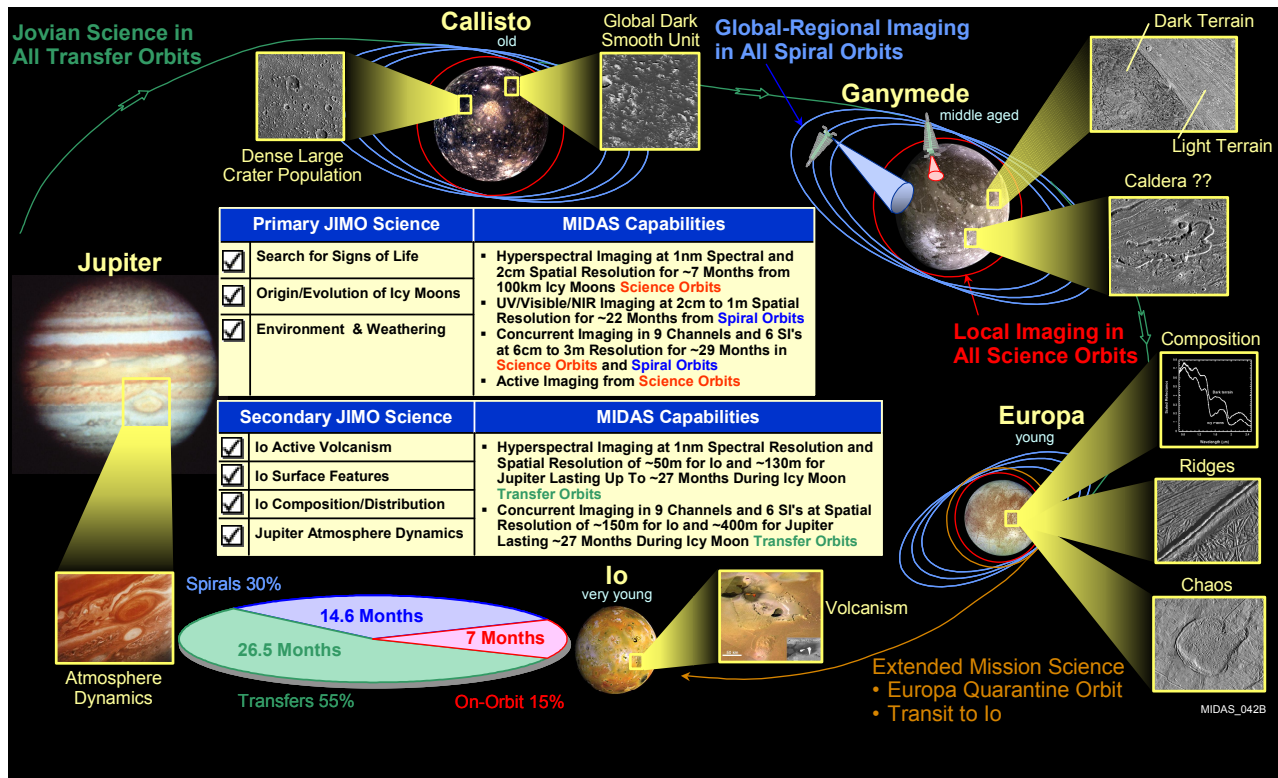 Jovian Science in
All Transfer Orbits
Callisto
old
Global Dark
Smooth Unit
Dense Large
Crater Population
Global-Regional Imaging
in All Spiral Orbits
Ganymede
middle aged
Dark Terrain
Light Terrain
Caldera ??
Local Imaging in
All Science Orbits
Jupiter
Primary JIMO Science
MIDAS Capabilities
Search for Signs of Life
Origin/Evolution of Icy Moons
Environment & Weathering
▪ Hyperspectral Imaging at 1nm Spectral and
2cm Spatial Resolution for ~7 Months from
100km Icy Moons Science Orbits
▪ UV/Visible/NIR Imaging at 2cm to 1m Spatial
Resolution for ~22 Months from Spiral Orbits
▪ Concurrent Imaging in 9 Channels and 6 SI's
at 6cm to 3m Resolution for ~29 Months in
Science Orbits and Spiral Orbits
▪ Active Imaging from Science Orbits
Secondary JIMO Science
MIDAS Capabilities
Io Active Volcanism
Io Surface Features
Io Composition/Distribution
Jupiter Atmosphere Dynamics
▪ Hyperspectral Imaging at 1nm Spectral Resolution and
Spatial Resolution of ~50m for Io and ~130m for
Jupiter Lasting Up To ~27 Months During Icy Moon
Transfer Orbits
▪ Concurrent Imaging in 9 Channels and 6 SI's at Spatial
Resolution of ~150m for Io and ~400m for Jupiter
Lasting ~27 Months During Icy Moon Transfer Orbits
Europa
young
Composition
Dark terrain
Wavelength (µm)
Ridges
Chaos
Atmosphere
Dynamics
Spirals 30%
14.6 Months
7 Months
26.5 Months
Transfers 55%
On-Orbit 15%
Io
very young
Volcanism
Extended Mission Science
• Europa Quarantine Orbit
• Transit to Io
MIDAS_042B